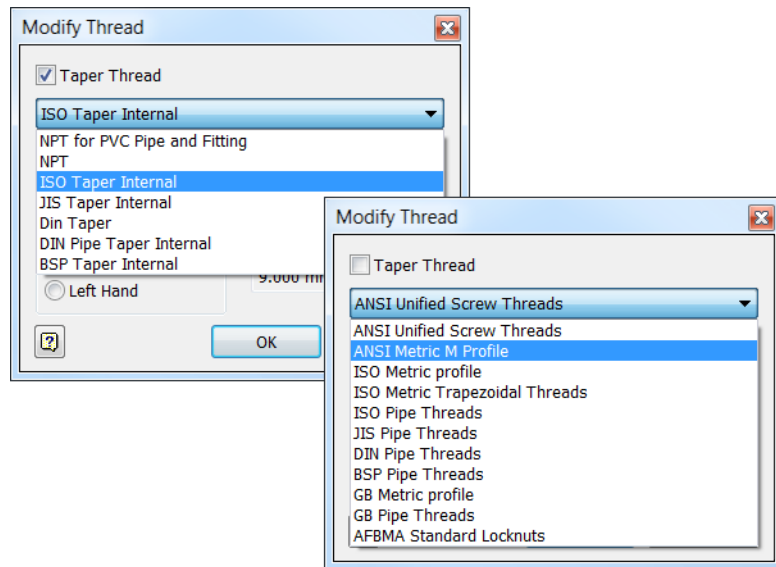 Modify Thread
Taper Thread
ISO Taper Internal
NPT for PVC Pipe and Fitting
NPT
ISO Taper Internal
JIS Taper Internal
Din Taper
DIN Pipe Taper Internal
BSP Taper Internal
Left Hand
9.000
OK
Modify Thread
Taper Thread
ANSI Unified Screw Threads
ANSI Unified Screw Threads
ANSI Metric M Profile
ISO Metric profile
ISO Metric Trapezoidal Threads
ISO Pipe Threads
JIS Pipe Threads
DIN Pipe Threads
BSP Pipe Threads
GB Metric profile
GB Pipe Threads
AFBMA Standard Locknuts